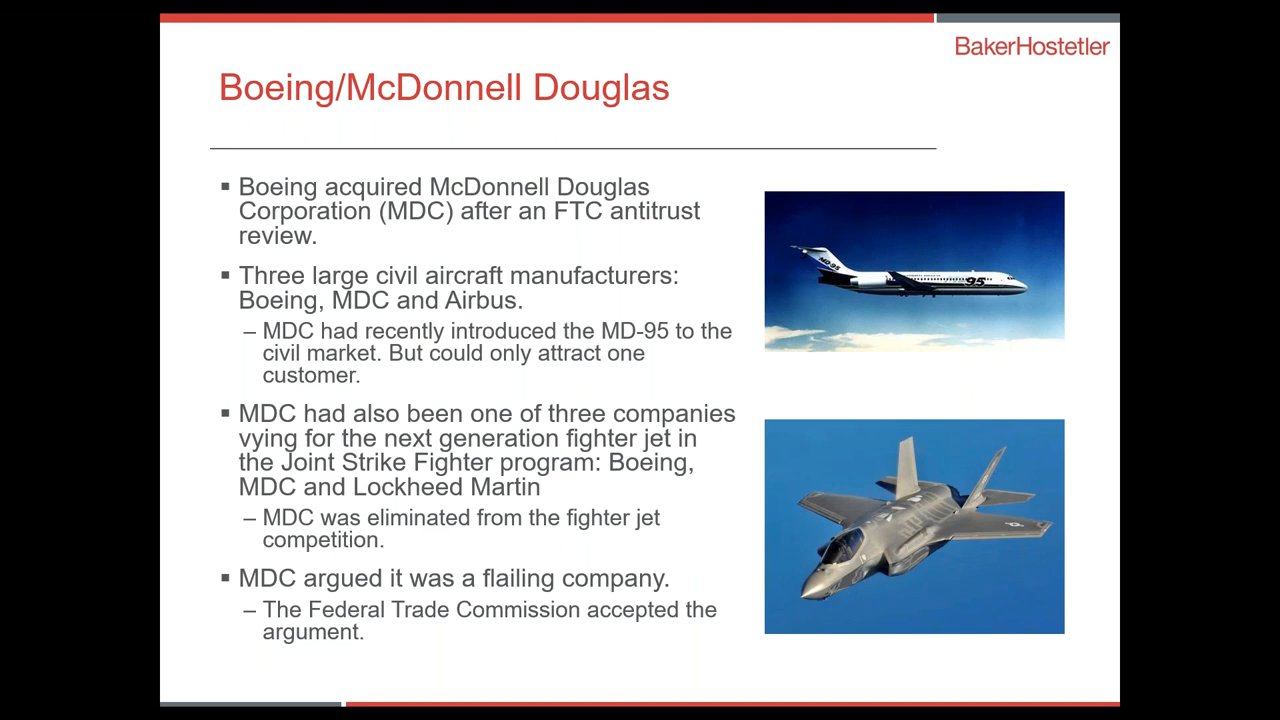 BakerHostetler
Boeing/McDonnell Douglas
▪ Boeing acquired McDonnell Douglas
Corporation (MDC) after an FTC antitrust
review.
▪ Three large civil aircraft manufacturers:
Boeing, MDC and Airbus.
– MDC had recently introduced the MD-95 to the
civil market. But could only attract one
customer.
▪ MDC had also been one of three companies
vying for the next generation fighter jet in
the Joint Strike Fighter program: Boeing,
MDC and Lockheed Martin
– MDC was eliminated from the fighter jet
competition.
▪ MDC argued it was a flailing company.
– The Federal Trade Commission accepted the
argument.
MD-95
95